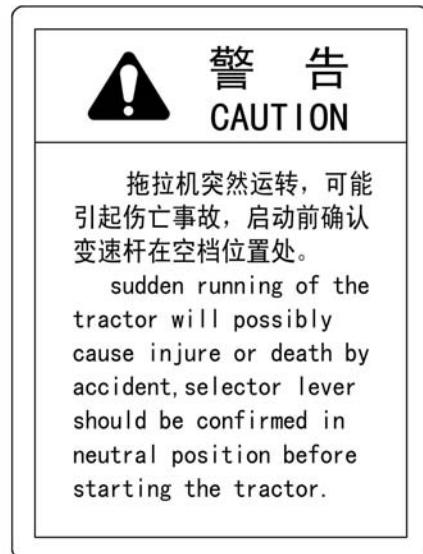 警 告
CAUTION
拖拉机突然运转，可能
引起伤亡事故，启动前确认
变速杆在空档位置处。
sudden running of the
tractor will possibly
cause injure or death by
accident,selector lever
should be confirmed in
neutral position before
starting the tractor.